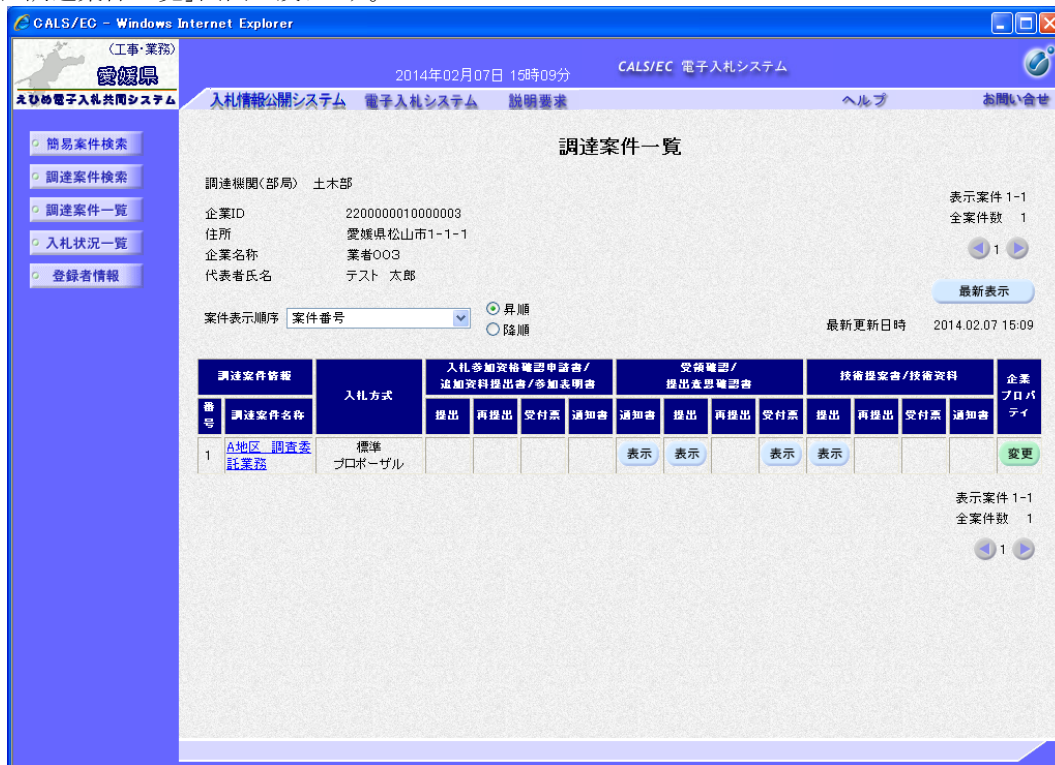 CALS/EC - Windows Internet Explorer
(工事・業務)
愛媛県
えひめ電子入札共同システム
2014年02月07日 15時09分
CALS/EC 電子入札システム
入札情報公開システム 電子入札システム 説明要求 ヘルプ お問い合せ
簡易案件検索
調達案件検索
調達案件一覧
入札状況一覧
登録者情報
調達案件一覧
調達機関(部局) 土木部
企業ID 2200000010000003
住所 愛媛県松山市1-1-1
企業名称 業者003
代表者氏名 テスト 太郎
表示案件 1-1
全案件数 1
1
最新表示
案件表示順序 案件番号
昇順
降順
最新更新日時 2014.02.07 15:09
調達案件情報 入札方式 入札参加資格確認申請書/追加資料提出書/参加表明書 受領確認/提出意思確認書 技術提案書/技術資料 企業プロパティ
番号 調達案件名称 提出 再提出 受付票 通知書 通知書 提出 再提出 受付票 提出 再提出 受付票 通知書
1 A地区 調査委託業務 標準プロポーザル 表示 表示 表示 表示 変更
表示案件 1-1
全案件数 1
1